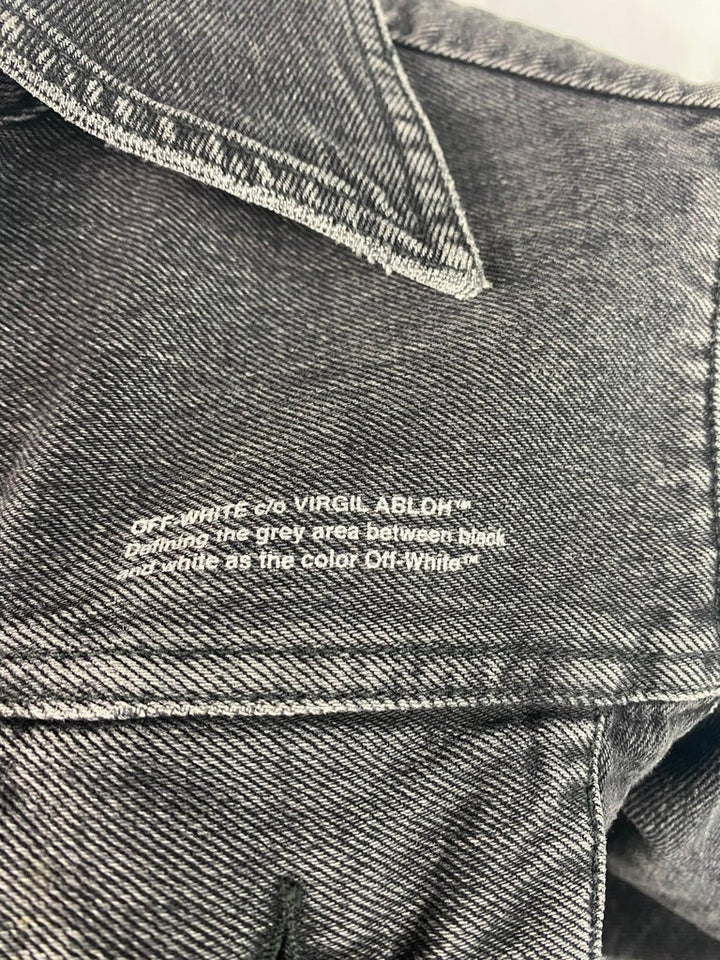 OFF-WHITE c/o VIRGIL ABLOH™
Defining the grey area between black
and white as the color Off-White™